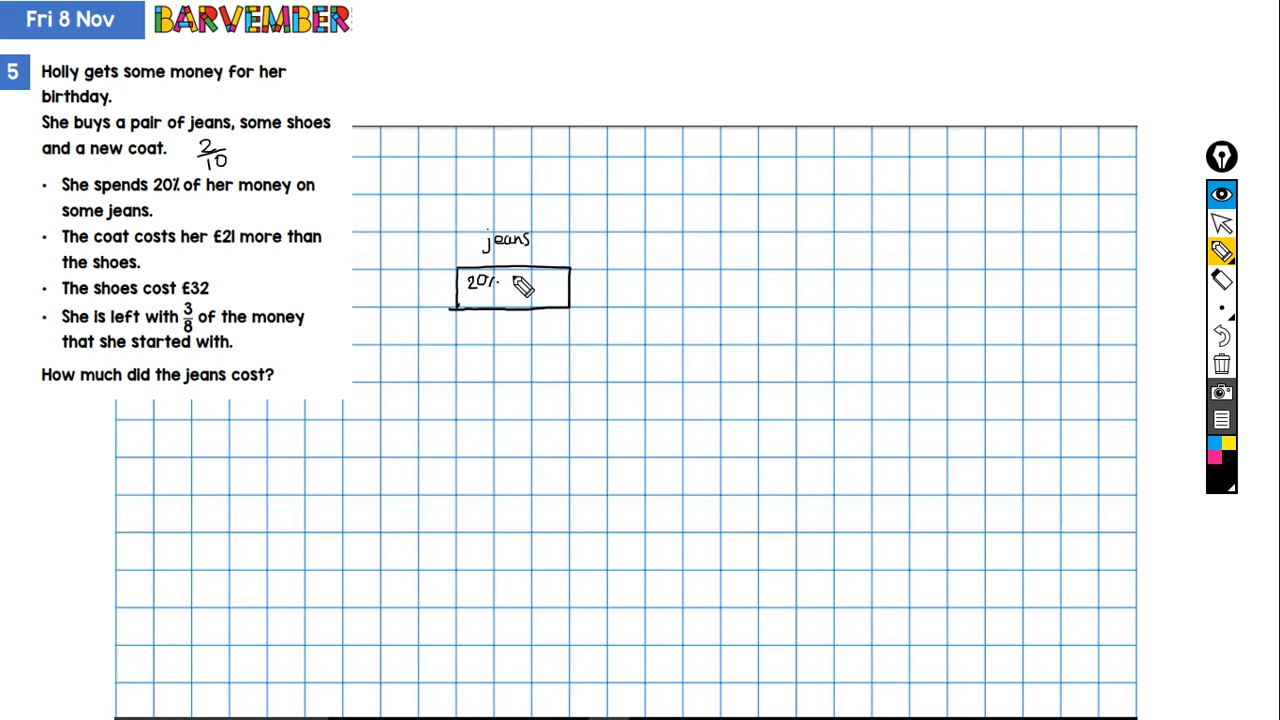 Fri 8 Nov BARVEMBER
5 Holly gets some money for her
birthday.
She buys a pair of jeans, some shoes
and a new coat.
2/10
• She spends 20% of her money on
some jeans.
• The coat costs her £21 more than
the shoes.
• The shoes cost £32
• She is left with 3/8 of the money
that she started with.
How much did the jeans cost?
jeans
20%